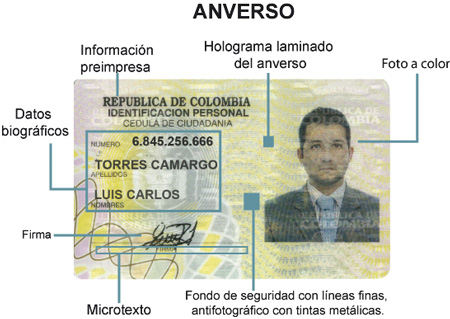 ANVERSO
Información
preimpresa
Holograma laminado
del anverso
Foto a color
Datos
biográficos
REPUBLICA DE COLOMBIA
IDENTIFICACION PERSONAL
CEDULA DE CIUDADANIA
NUMERO 6.845.256.666
TORRES CAMARGO
APELLIDOS
LUIS CARLOS
NOMBRES
Firma
FIRMA
Microtexto
Fondo de seguridad con líneas finas,
antifotográfico con tintas metálicas.